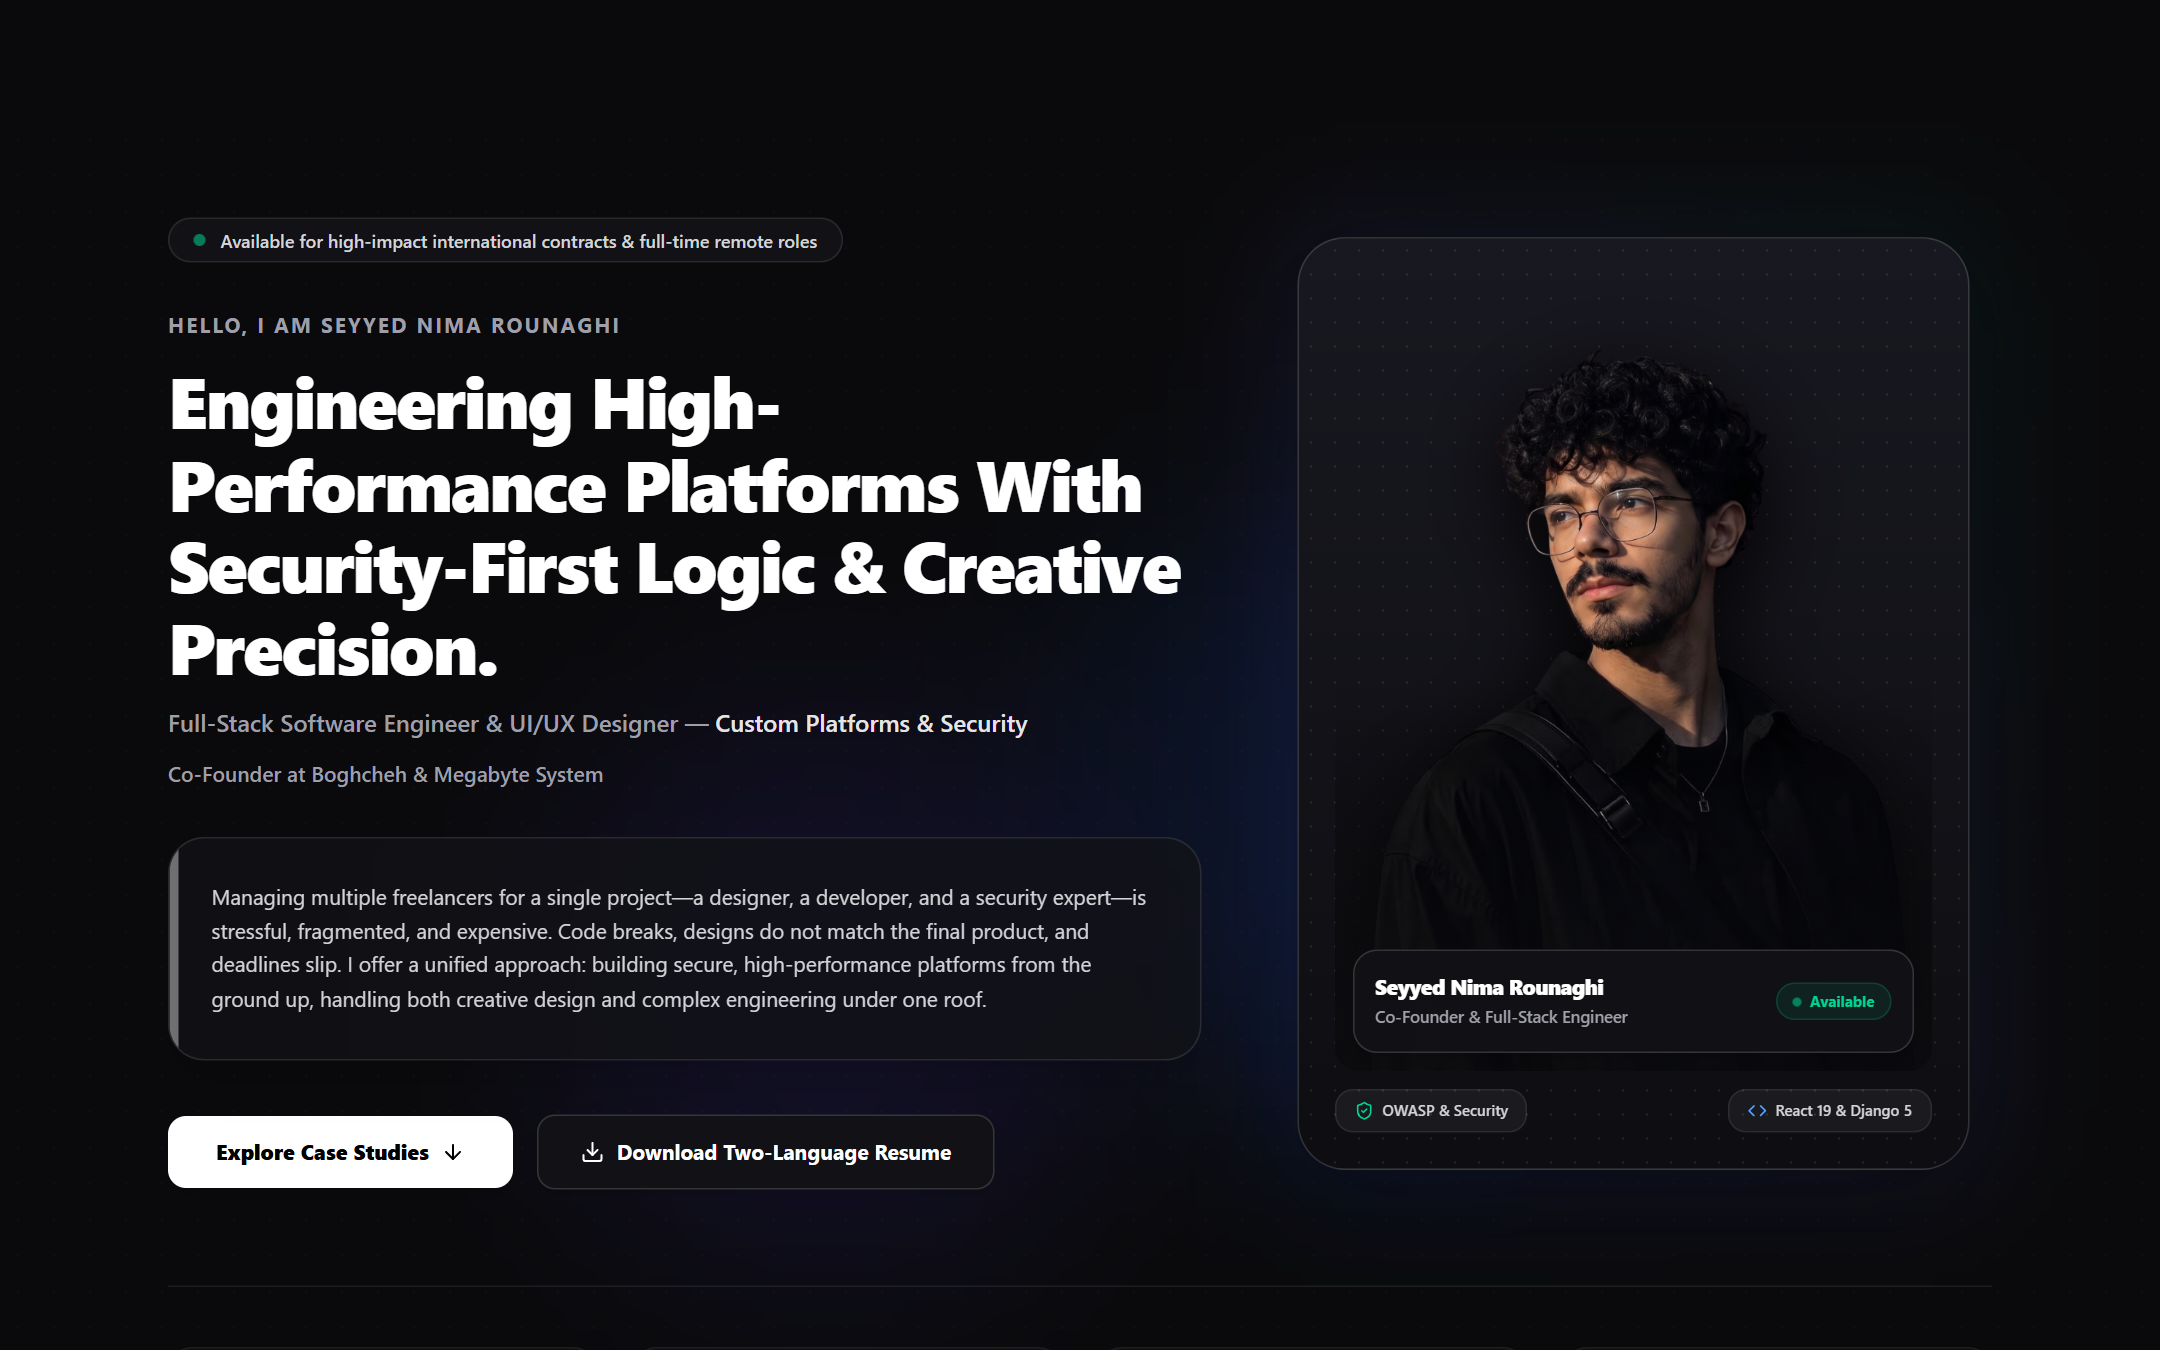 Available for high-impact international contracts & full-time remote roles
HELLO, I AM SEYYED NIMA ROUNAGHI
Engineering High-
Performance Platforms With
Security-First Logic & Creative
Precision.
Full-Stack Software Engineer & UI/UX Designer — Custom Platforms & Security
Co-Founder at Boghcheh & Megabyte System
Managing multiple freelancers for a single project—a designer, a developer, and a security expert—is
stressful, fragmented, and expensive. Code breaks, designs do not match the final product, and
deadlines slip. I offer a unified approach: building secure, high-performance platforms from the
ground up, handling both creative design and complex engineering under one roof.
Explore Case Studies
Download Two-Language Resume
Seyyed Nima Rounaghi
Co-Founder & Full-Stack Engineer
Available
OWASP & Security
React 19 & Django 5